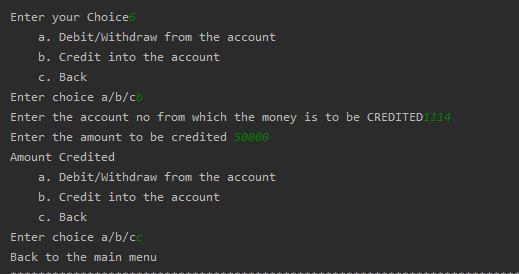 Enter your Choice6
a. Debit/Withdraw from the account
b. Credit into the account
c. Back
Enter choice a/b/cb
Enter the account no from which the money is to be CREDITED1114
Enter the amount to be credited 50000
Amount Credited
a. Debit/Withdraw from the account
b. Credit into the account
c. Back
Enter choice a/b/cc
Back to the main menu